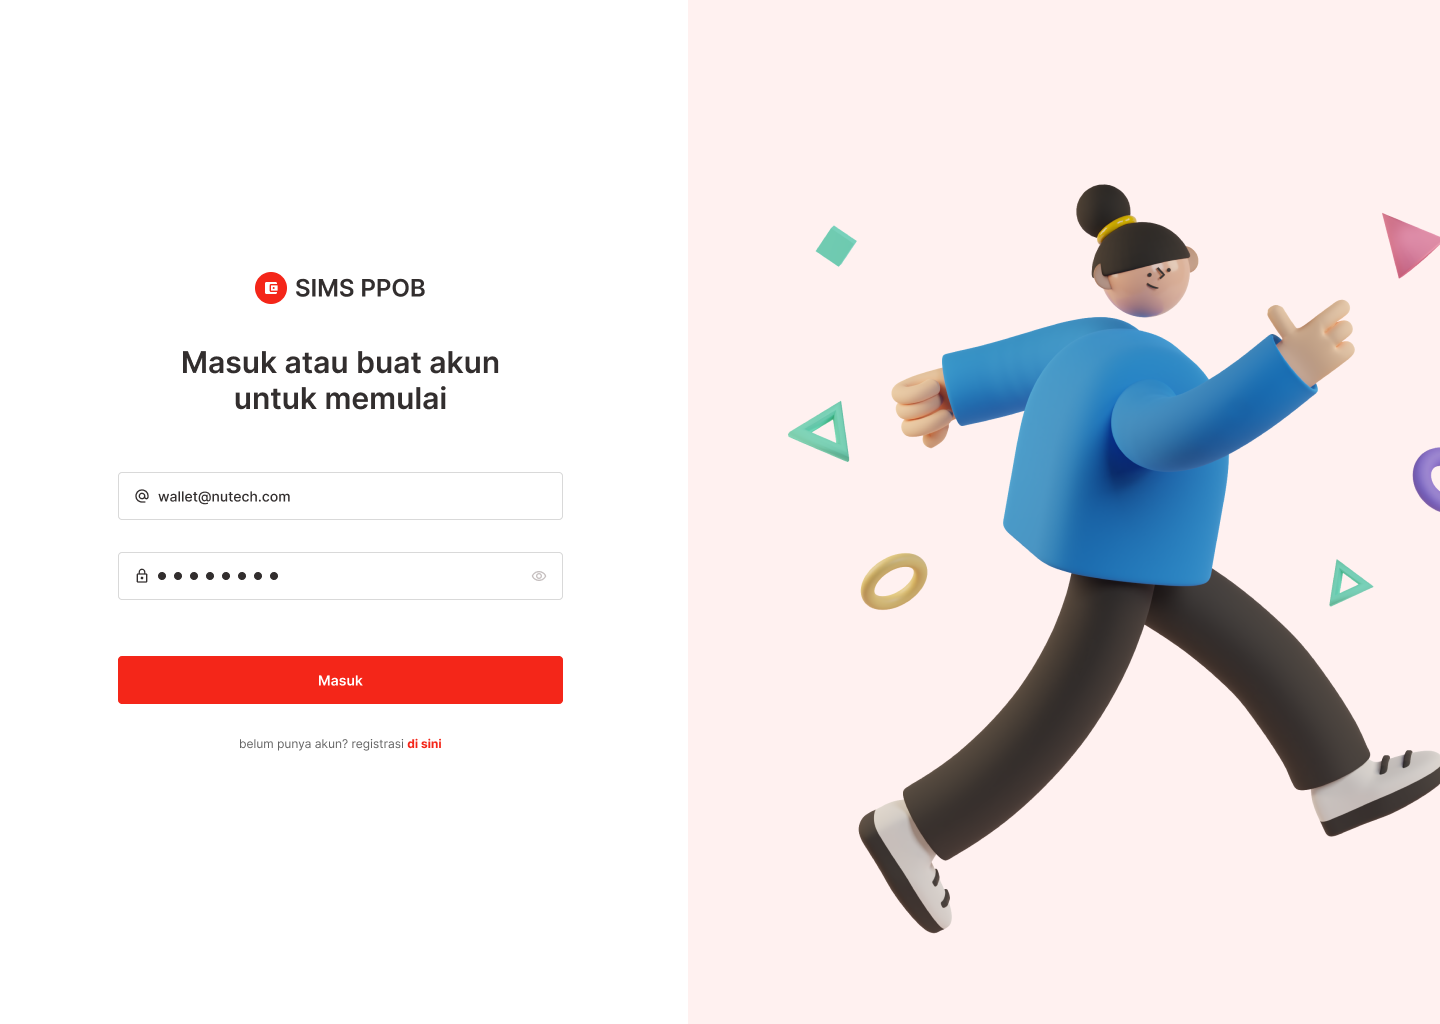 SIMS PPOB
Masuk atau buat akun
untuk memulai
@ wallet@nutech.com
Masuk
belum punya akun? registrasi di sini